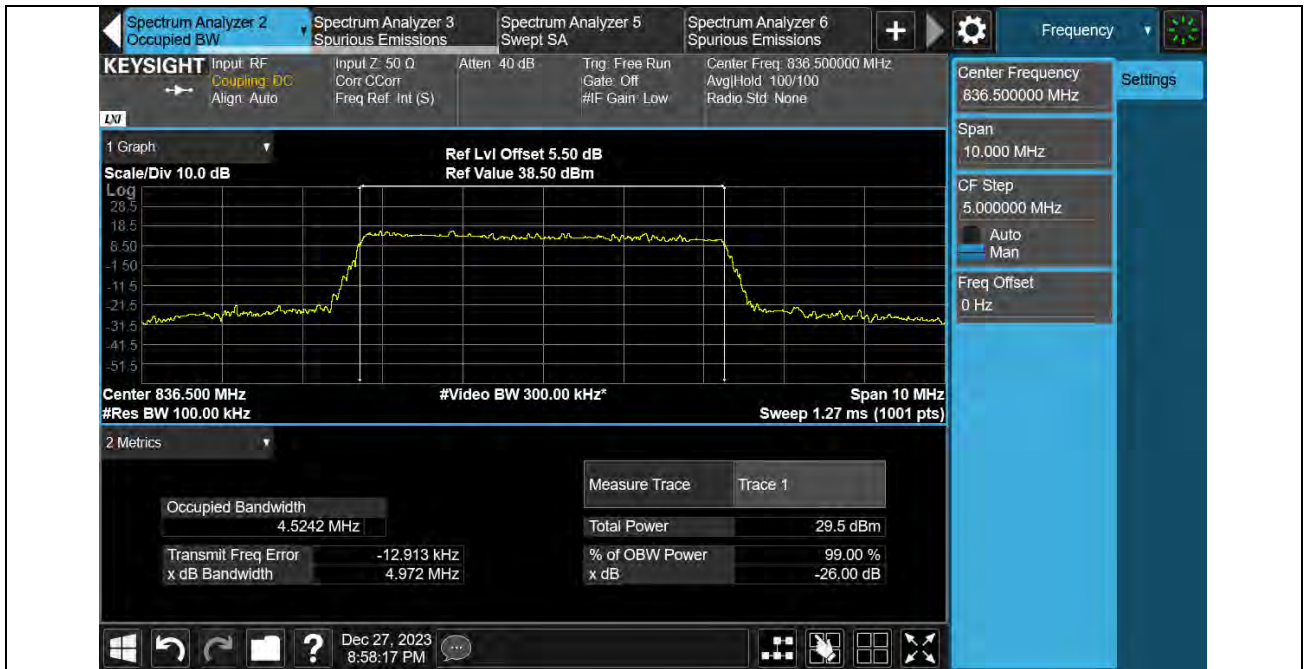 Spectrum Analyzer 2
Occupied BW
Spectrum Analyzer 3
Spurious Emissions
Spectrum Analyzer 5
Swept SA
Spectrum Analyzer 6
Spurious Emissions
+
Frequency
KEYSIGHT
Input: RF
Coupling: DC
Align: Auto
Input Z: 50 Ω
Corr CCorr
Freq Ref: Int (S)
Atten: 40 dB
Trig: Free Run
Gate: Off
#IF Gain: Low
Center Freq: 836.500000 MHz
Avg|Hold: 100/100
Radio Std: None
LXI
Center Frequency
836.500000 MHz
Settings
Span
10.000 MHz
CF Step
5.000000 MHz
Auto
Man
Freq Offset
0 Hz
1 Graph
Scale/Div 10.0 dB
Ref Lvl Offset 5.50 dB
Ref Value 38.50 dBm
Log
28.5
18.5
8.50
-1.50
-11.5
-21.5
-31.5
-41.5
-51.5
Center 836.500 MHz
#Video BW 300.00 kHz*
Span 10 MHz
#Res BW 100.00 kHz
Sweep 1.27 ms (1001 pts)
2 Metrics
Measure Trace
Trace 1
Occupied Bandwidth
4.5242 MHz
Total Power
29.5 dBm
Transmit Freq Error
-12.913 kHz
% of OBW Power
99.00 %
x dB Bandwidth
4.972 MHz
x dB
-26.00 dB
?
Dec 27, 2023
8:58:17 PM